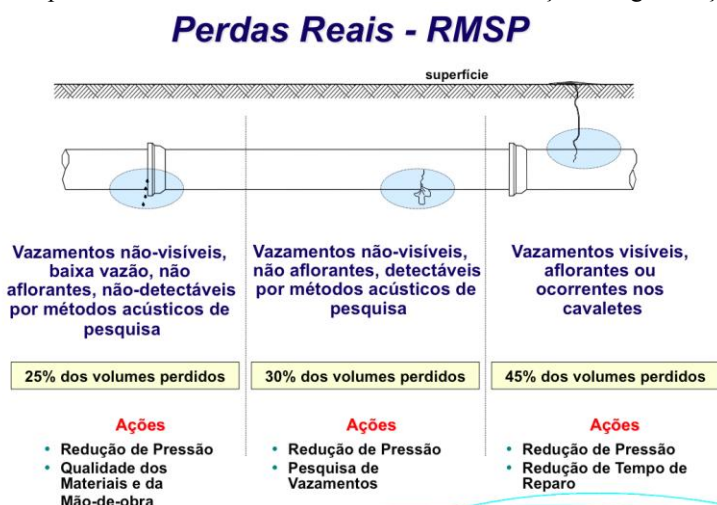 Perdas Reais - RMSP
superfície
Vazamentos não-visíveis,
baixa vazão, não
aflorantes, não-detectáveis
por métodos acústicos de
pesquisa
25% dos volumes perdidos
Ações
• Redução de Pressão
• Qualidade dos
Materiais e da
Mão-de-obra
Vazamentos não-visíveis,
não aflorantes, detectáveis
por métodos acústicos de
pesquisa
30% dos volumes perdidos
Ações
• Redução de Pressão
• Pesquisa de
Vazamentos
Vazamentos visíveis,
aflorantes ou
ocorrentes nos
cavaletes
45% dos volumes perdidos
Ações
• Redução de Pressão
• Redução de Tempo de
Reparo